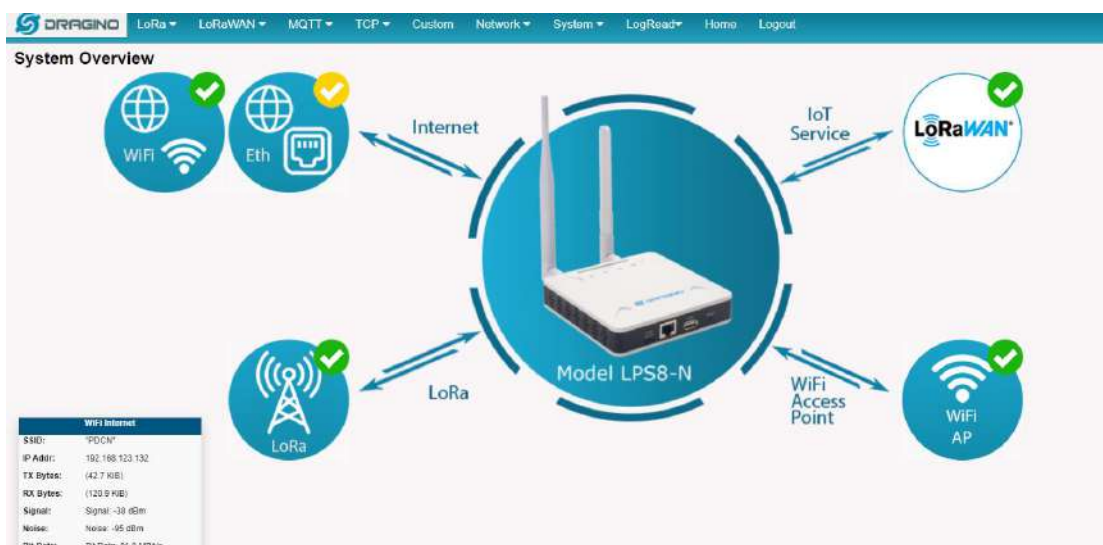 DRAGINO LoRa LoRaWAN MQTT TCP Custom Network System LogRead Home Logout
System Overview
WiFi
Eth
Internet
IoT
Service
LoRaWAN
Model LPS8-N
LoRa
LoRa
WiFi
Access
Point
WiFi
AP
WiFi Internet
SSID: "PDCN"
IP Addr: 192.168.123.132
TX Bytes: (42.7 KiB)
RX Bytes: (120.9 KiB)
Signal: Signal: -38 dBm
Noise: Noise: -95 dBm